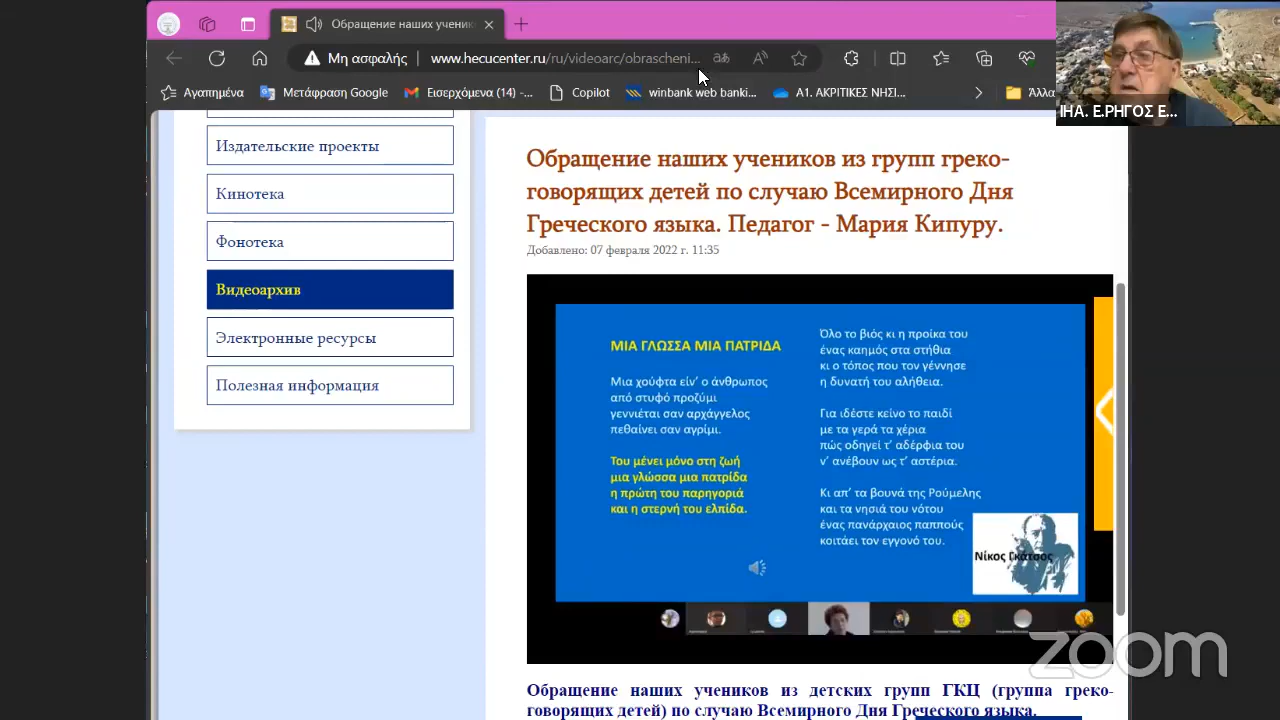 Обращение наших ученик
Μη ασφαλής
www.hecucenter.ru/ru/videoarc/obrascheni...
Αγαπημένα
Μετάφραση Google
Εισερχόμενα (14) -...
Copilot
winbank web banki...
Α1. ΑΚΡΙΤΙΚΕΣ ΝΗΣΙ...
Άλλα
ΙΗΛ. Ε.ΡΗΓΟΣ Ε...
Издательские проекты
Кинотека
Фонотека
Видеоархив
Электронные ресурсы
Полезная информация
Обращение наших учеников из групп греко-
говорящих детей по случаю Всемирного Дня
Греческого языка. Педагог - Мария Кипуру.
Добавлено: 07 февраля 2022 г. 11:35
ΜΙΑ ΓΛΩΣΣΑ ΜΙΑ ΠΑΤΡΙΔΑ
Μια χούφτα είν’ ο άνθρωπος
από στυφό προζύμι
γεννιέται σαν αρχάγγελος
πεθαίνει σαν αγρίμι.
Του μένει μόνο στη ζωή
μια γλώσσα μια πατρίδα
η πρώτη του παρηγοριά
και η στερνή του ελπίδα.
Όλο το βιός κι η προίκα του
ένας καημός στα στήθια
κι ο τόπος που τον γέννησε
η δυνατή του αλήθεια.
Για ιδέστε κείνο το παιδί
με τα γερά τα χέρια
πώς οδηγεί τ’ αδέρφια του
ν’ ανέβουν ως τ’ αστέρια.
Κι απ’ τα βουνά της Ρούμελης
και τα νησιά του νότου
ένας πανάρχαιος παππούς
κοιτάει τον εγγονό του.
Νίκος Γκάτσος
zoom
Обращение наших учеников из детских групп ГКЦ (группа греко-
говорящих детей) по случаю Всемирного Дня Греческого языка.